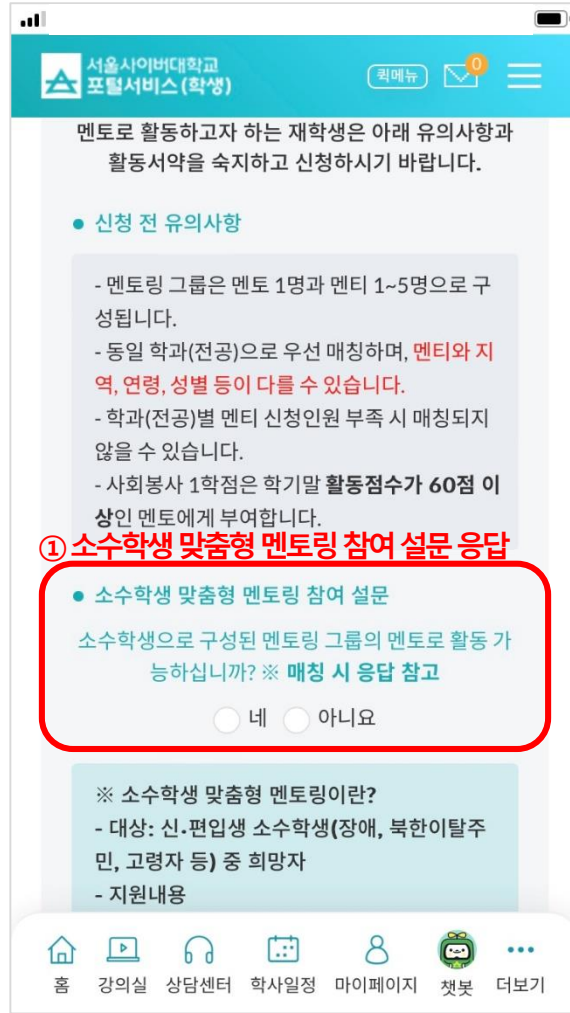 서울사이버대학교
포털서비스(학생)
퀵메뉴
0
멘토로 활동하고자 하는 재학생은 아래 유의사항과
활동서약을 숙지하고 신청하시기 바랍니다.
● 신청 전 유의사항
- 멘토링 그룹은 멘토 1명과 멘티 1~5명으로 구
성됩니다.
- 동일 학과(전공)으로 우선 매칭하며, 멘티와 지
역, 연령, 성별 등이 다를 수 있습니다.
- 학과(전공)별 멘티 신청인원 부족 시 매칭되지
않을 수 있습니다.
- 사회봉사 1학점은 학기말 활동점수가 60점 이
상인 멘토에게 부여합니다.
① 소수학생 맞춤형 멘토링 참여 설문 응답
● 소수학생 맞춤형 멘토링 참여 설문
소수학생으로 구성된 멘토링 그룹의 멘토로 활동 가
능하십니까? ※ 매칭 시 응답 참고
네 아니요
※ 소수학생 맞춤형 멘토링이란?
- 대상: 신·편입생 소수학생(장애, 북한이탈주
민, 고령자 등) 중 희망자
- 지원내용
홈 강의실 상담센터 학사일정 마이페이지 챗봇 더보기